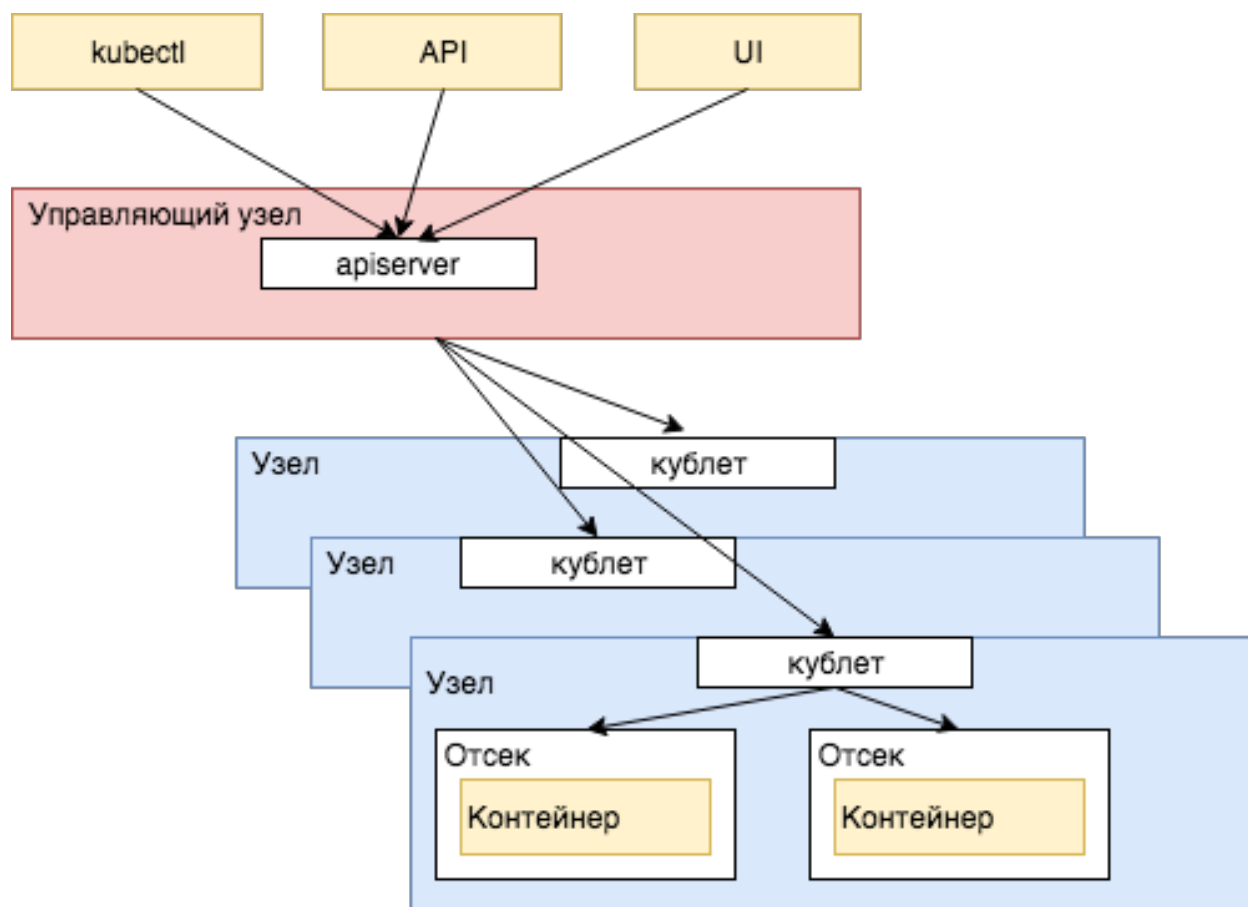 kubectl
API
UI
Управляющий узел
apiserver
Узел
кублет
Узел
кублет
кублет
Узел
Отсек
Отсек
Контейнер
Контейнер